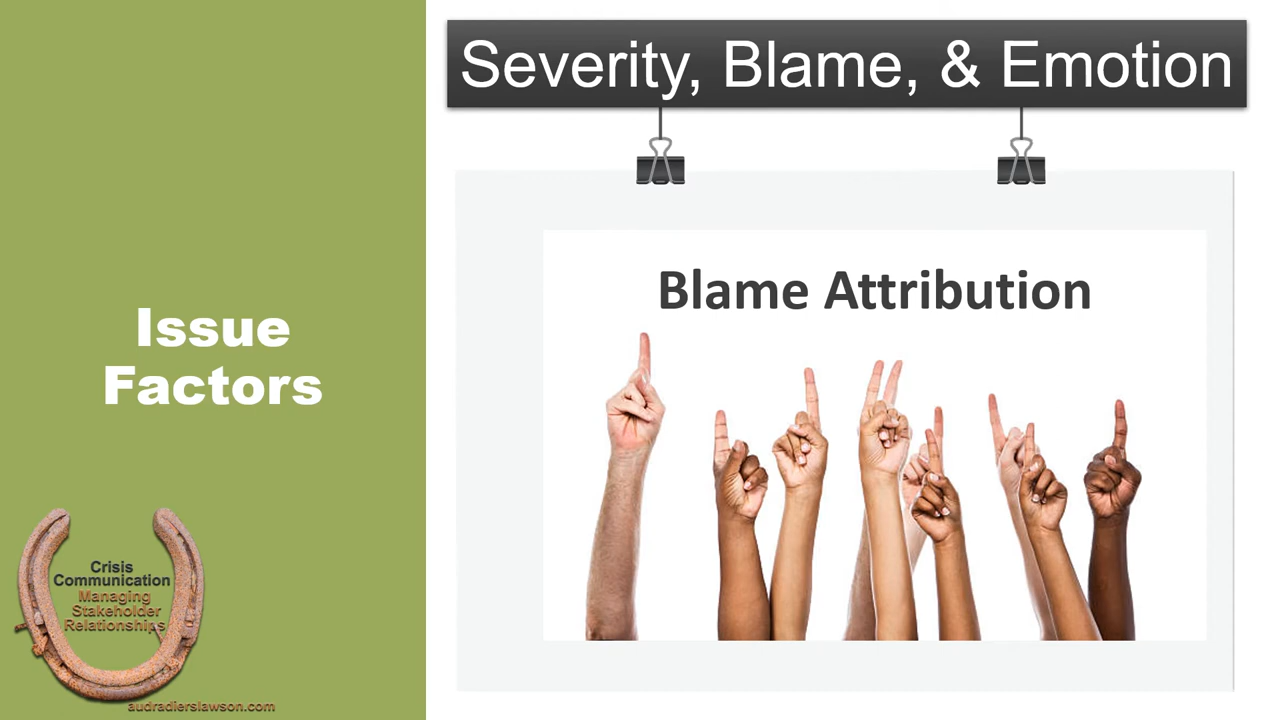 Severity, Blame, & Emotion
Blame Attribution
Issue
Factors
Crisis
Communication
Managing
Stakeholder
Relationships
audradierslawson.com